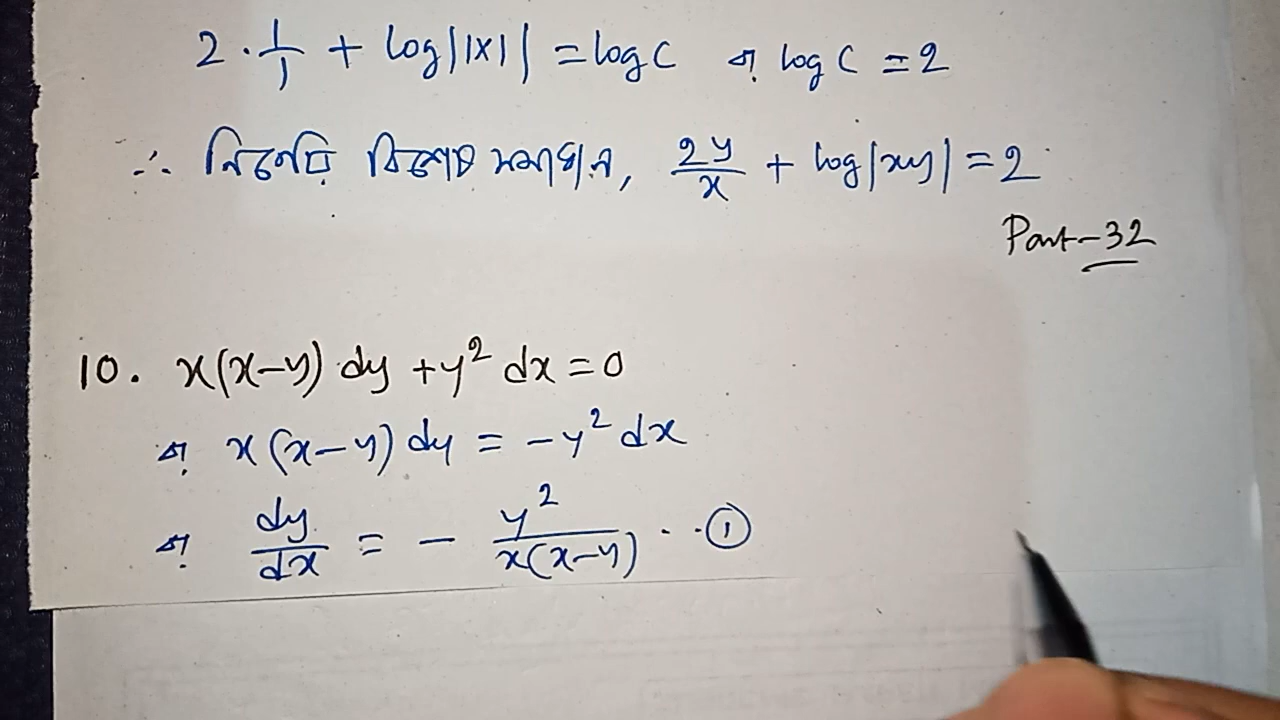 2 · 1/1 + log|1×1| = log C বা, log C = 2
∴ নির্ণেয় বিশেষ সমাধান, 2y/x + log|xy| = 2
Part-32
10. x(x-y) dy + y² dx = 0
বা, x(x-y) dy = -y² dx
বা, dy/dx = - y²/x(x-y) ... ①